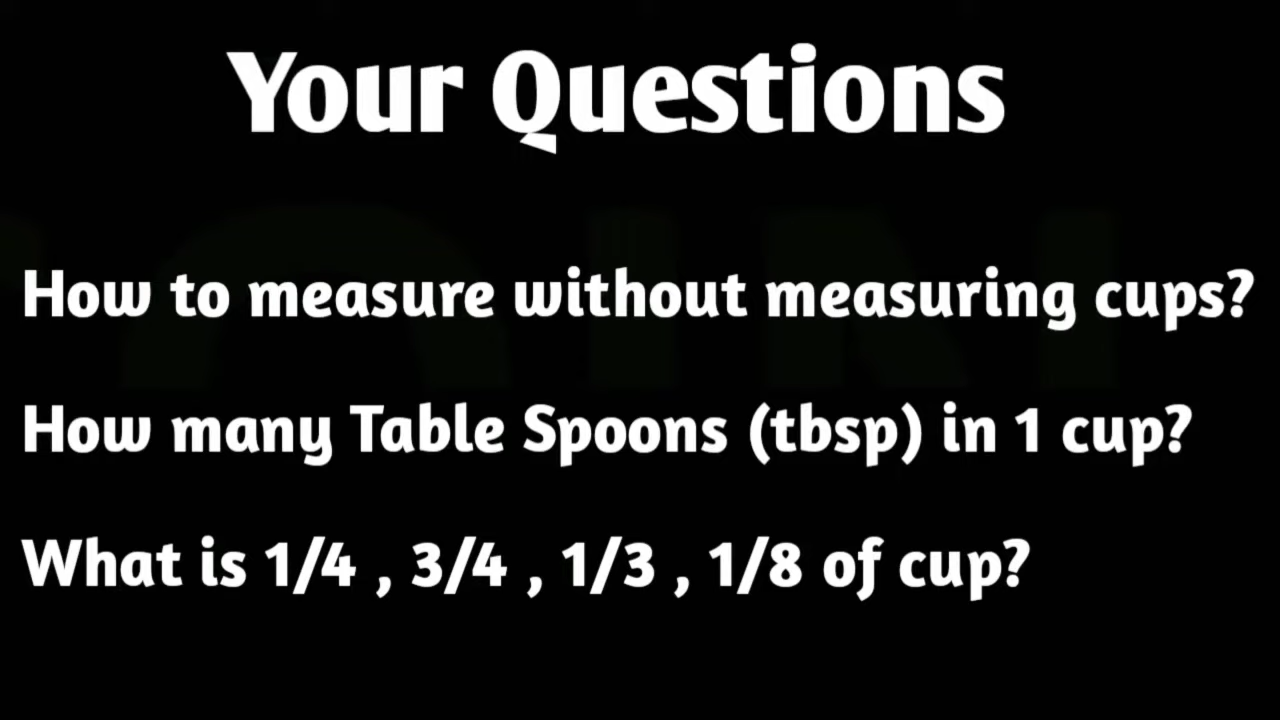 Your Questions
How to measure without measuring cups?
How many Table Spoons (tbsp) in 1 cup?
What is 1/4 , 3/4 , 1/3 , 1/8 of cup?